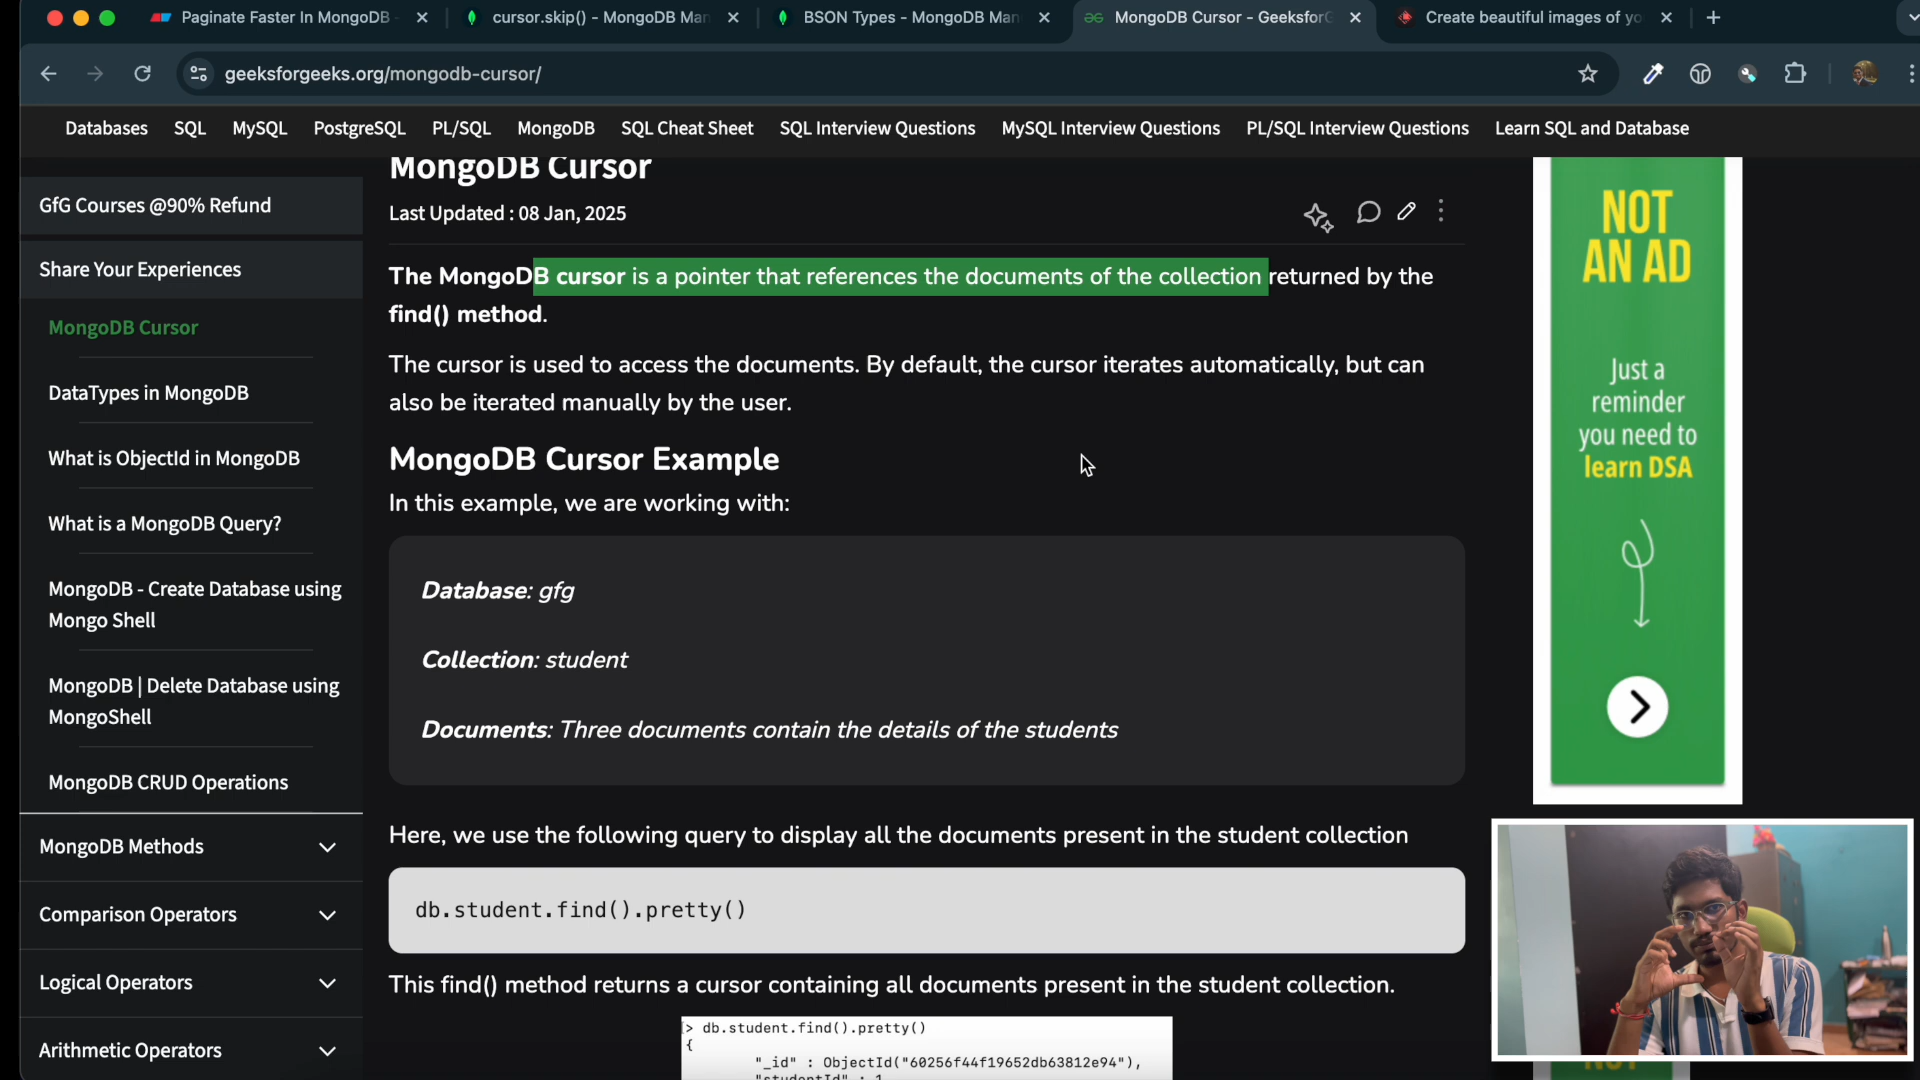 Paginate Faster In MongoDB -
cursor.skip() - MongoDB Man
BSON Types - MongoDB Man
MongoDB Cursor - GeeksforG
Create beautiful images of yo
geeksforgeeks.org/mongodb-cursor/
Databases SQL MySQL PostgreSQL PL/SQL MongoDB SQL Cheat Sheet SQL Interview Questions MySQL Interview Questions PL/SQL Interview Questions Learn SQL and Database
GfG Courses @90% Refund
Share Your Experiences
MongoDB Cursor
DataTypes in MongoDB
What is ObjectId in MongoDB
What is a MongoDB Query?
MongoDB - Create Database using
Mongo Shell
MongoDB | Delete Database using
MongoShell
MongoDB CRUD Operations
MongoDB Methods
Comparison Operators
Logical Operators
Arithmetic Operators
MongoDB Cursor
Last Updated : 08 Jan, 2025
The MongoDB cursor is a pointer that references the documents of the collection returned by the
find() method.
The cursor is used to access the documents. By default, the cursor iterates automatically, but can
also be iterated manually by the user.
MongoDB Cursor Example
In this example, we are working with:
Database: gfg
Collection: student
Documents: Three documents contain the details of the students
Here, we use the following query to display all the documents present in the student collection
db.student.find().pretty()
This find() method returns a cursor containing all documents present in the student collection.
> db.student.find().pretty()
{
"_id" : ObjectId("60256f44f19652db63812e94"),
"studentId" : 1
NOT
AN AD
Just a
reminder
you need to
learn DSA
NOT